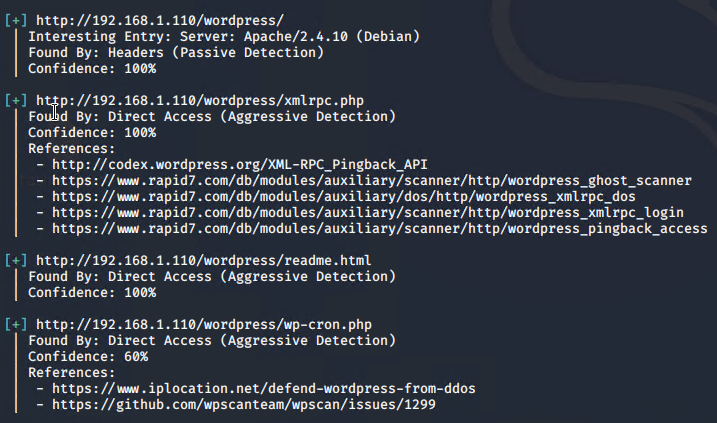 [+] http://192.168.1.110/wordpress/
| Interesting Entry: Server: Apache/2.4.10 (Debian)
| Found By: Headers (Passive Detection)
| Confidence: 100%
[+] http://192.168.1.110/wordpress/xmlrpc.php
| Found By: Direct Access (Aggressive Detection)
| Confidence: 100%
| References:
|  - http://codex.wordpress.org/XML-RPC_Pingback_API
|  - https://www.rapid7.com/db/modules/auxiliary/scanner/http/wordpress_ghost_scanner
|  - https://www.rapid7.com/db/modules/auxiliary/dos/http/wordpress_xmlrpc_dos
|  - https://www.rapid7.com/db/modules/auxiliary/scanner/http/wordpress_xmlrpc_login
|  - https://www.rapid7.com/db/modules/auxiliary/scanner/http/wordpress_pingback_access
[+] http://192.168.1.110/wordpress/readme.html
| Found By: Direct Access (Aggressive Detection)
| Confidence: 100%
[+] http://192.168.1.110/wordpress/wp-cron.php
| Found By: Direct Access (Aggressive Detection)
| Confidence: 60%
| References:
|  - https://www.iplocation.net/defend-wordpress-from-ddos
|  - https://github.com/wpscanteam/wpscan/issues/1299